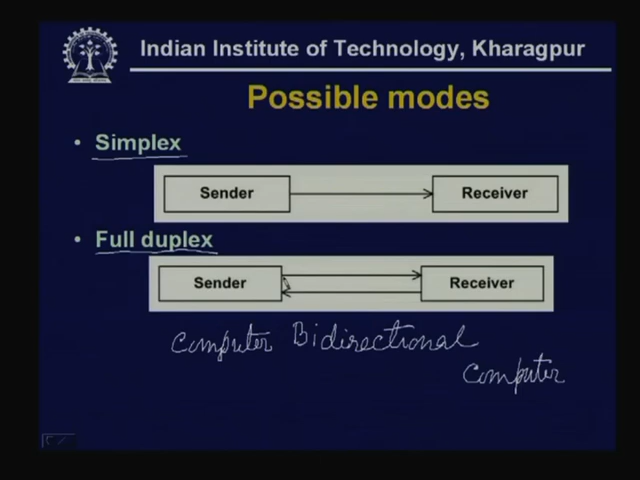 Indian Institute of Technology, Kharagpur
Possible modes
• Simplex
Sender Receiver
• Full duplex
Sender Receiver
Computer Bidirectional
Computer